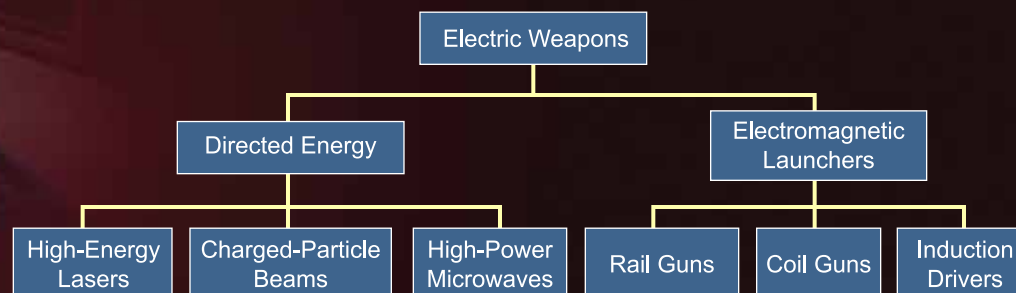 Electric Weapons
Directed Energy
Electromagnetic
Launchers
High-Energy
Lasers
Charged-Particle
Beams
High-Power
Microwaves
Rail Guns
Coil Guns
Induction
Drivers